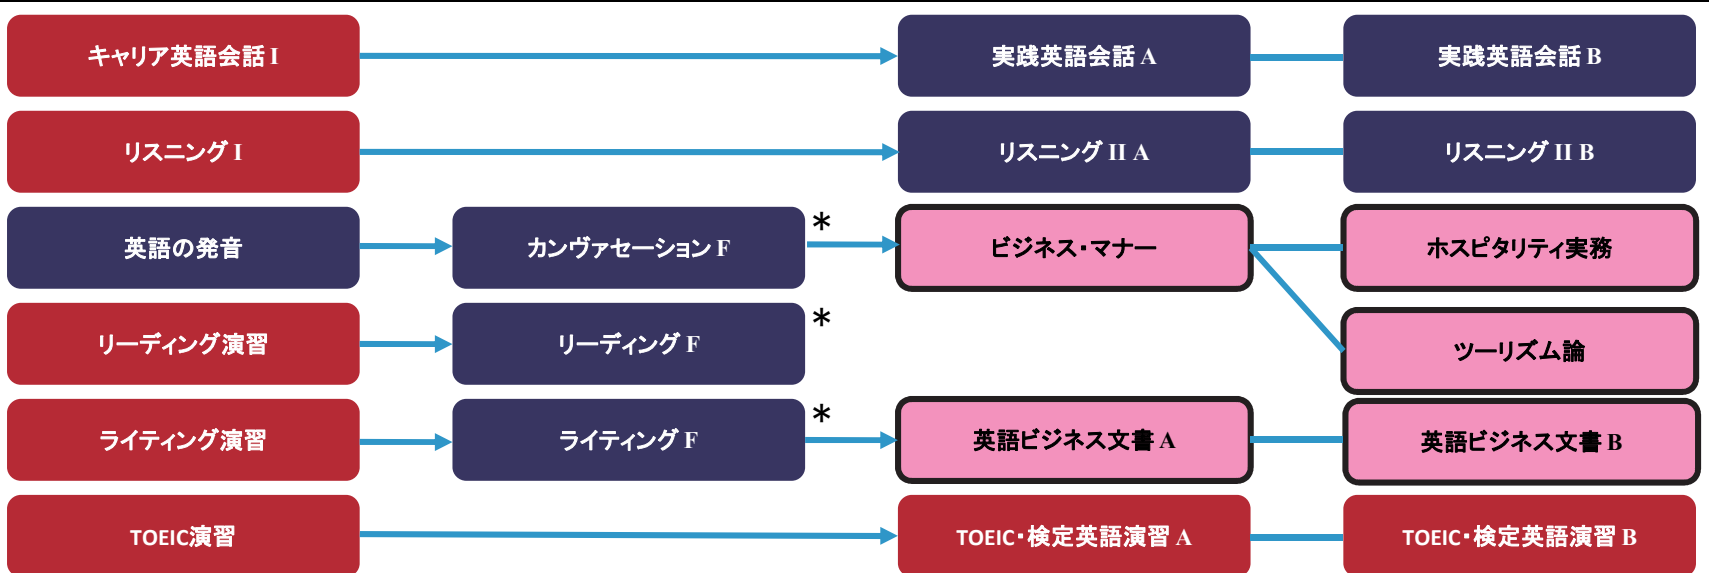 キャリア英語会話 I
実践英語会話 A
実践英語会話 B
リスニング I
リスニング II A
リスニング II B
英語の発音
カンヴァセーション F
*
ビジネス・マナー
ホスピタリティ実務
リーディング演習
リーディング F
*
ツーリズム論
ライティング演習
ライティング F
*
英語ビジネス文書 A
英語ビジネス文書 B
TOEIC演習
TOEIC・検定英語演習 A
TOEIC・検定英語演習 B